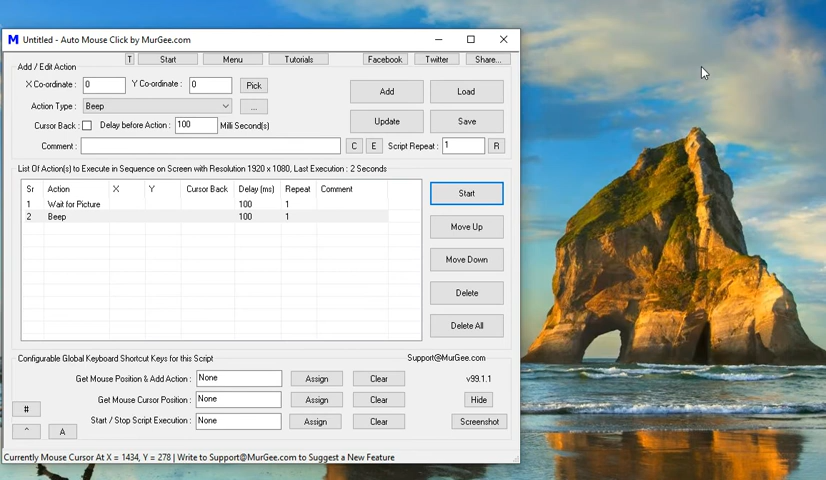 M Untitled - Auto Mouse Click by MurGee.com
T Start Menu Tutorials Facebook Twitter Share...
Add / Edit Action
X Co-ordinate : 0 Y Co-ordinate : 0 Pick Add Load
Action Type : Beep ...
Cursor Back : Delay before Action : 100 Milli Second(s) Update Save
Comment : C E Script Repeat : 1 R
List Of Action(s) to Execute in Sequence on Screen with Resolution 1920 x 1080, Last Execution : 2 Seconds
Sr Action X Y Cursor Back Delay (ms) Repeat Comment
1 Wait for Picture 100 1
2 Beep 100 1
Start
Move Up
Move Down
Delete
Delete All
Configurable Global Keyboard Shortcut Keys for this Script Support@MurGee.com
Get Mouse Position & Add Action : None Assign Clear v99.1.1
Get Mouse Cursor Position : None Assign Clear Hide
#
Start / Stop Script Execution : None Assign Clear Screenshot
^ A
Currently Mouse Cursor At X = 1434, Y = 278 | Write to Support@MurGee.com to Suggest a New Feature